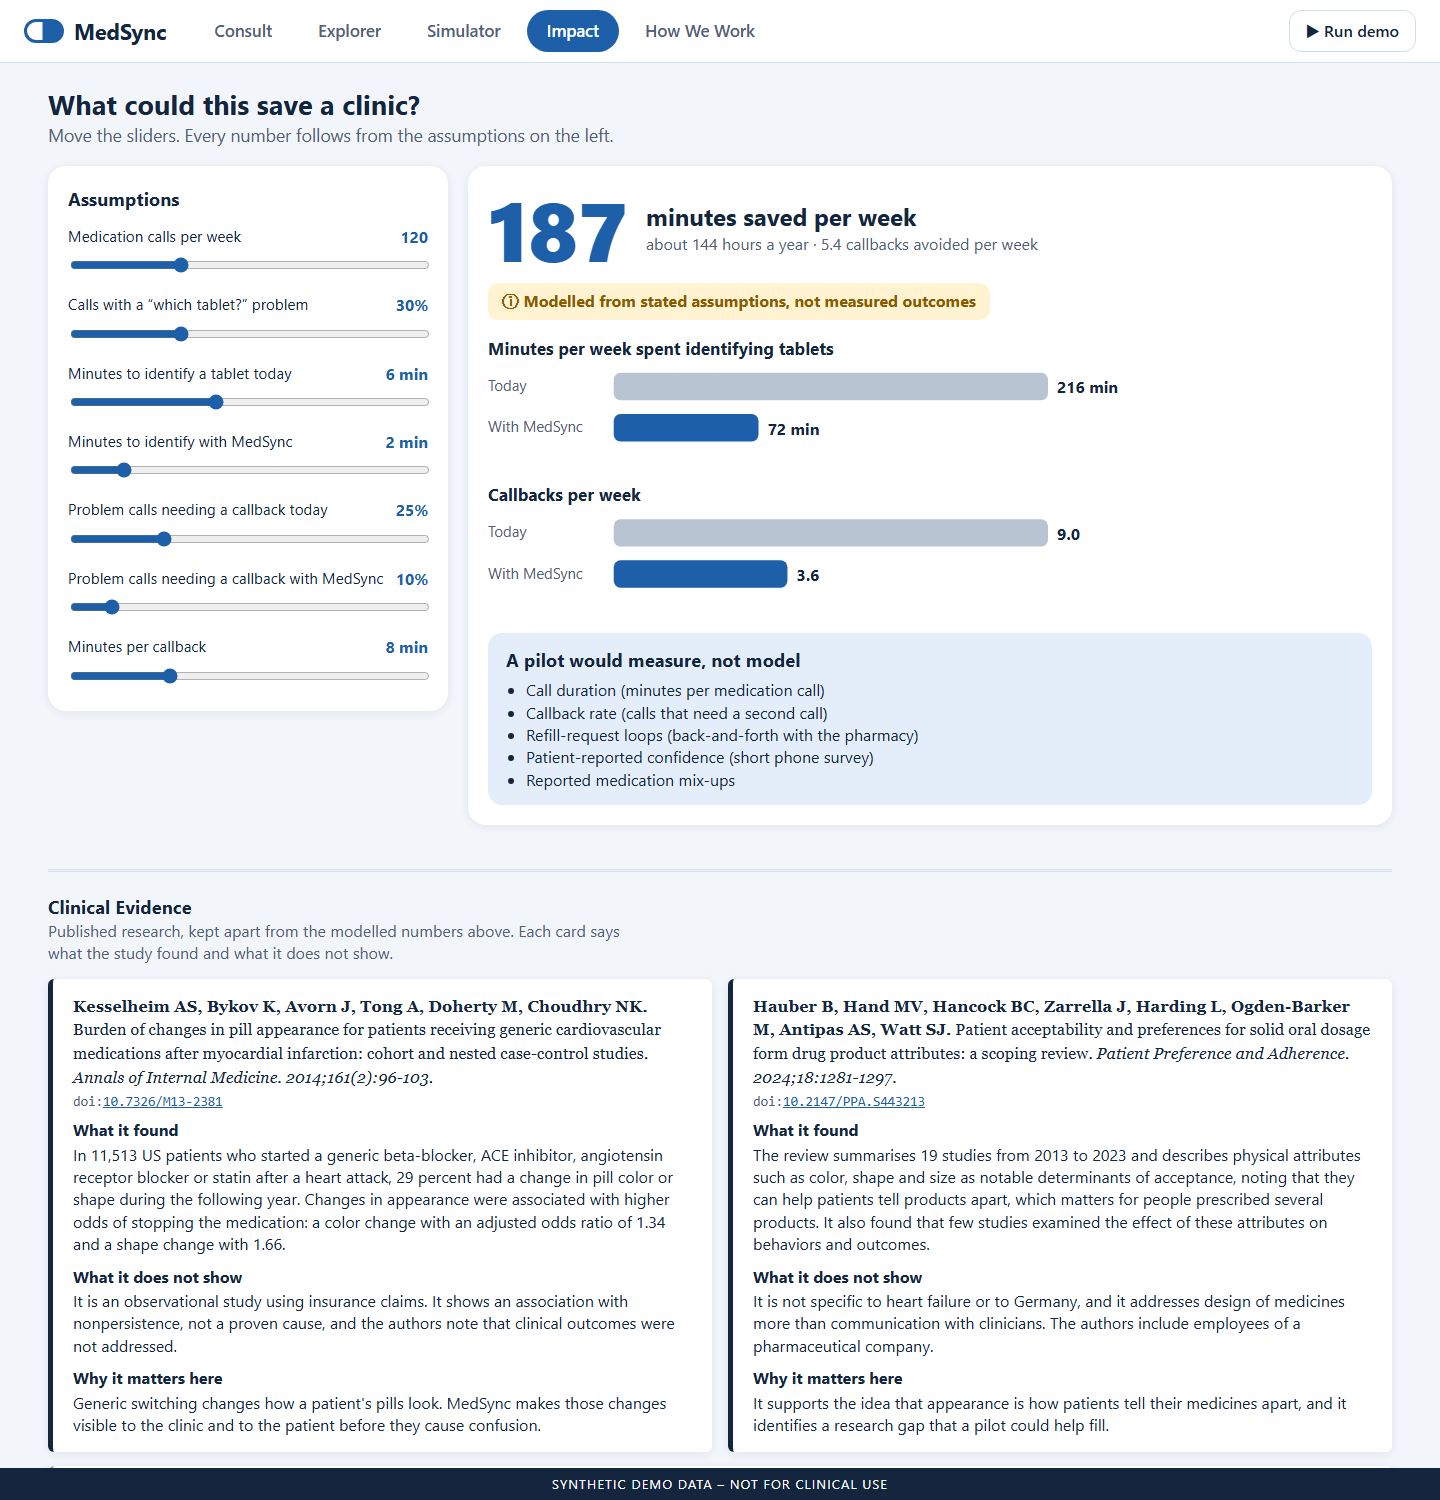 MedSync
Consult
Explorer
Simulator
Impact
How We Work
▶ Run demo
What could this save a clinic?
Move the sliders. Every number follows from the assumptions on the left.
Assumptions
Medication calls per week 120
Calls with a “which tablet?” problem 30%
Minutes to identify a tablet today 6 min
Minutes to identify with MedSync 2 min
Problem calls needing a callback today 25%
Problem calls needing a callback with MedSync 10%
Minutes per callback 8 min
187 minutes saved per week
about 144 hours a year · 5.4 callbacks avoided per week
ⓘ Modelled from stated assumptions, not measured outcomes
Minutes per week spent identifying tablets
Today 216 min
With MedSync 72 min
Callbacks per week
Today 9.0
With MedSync 3.6
A pilot would measure, not model
• Call duration (minutes per medication call)
• Callback rate (calls that need a second call)
• Refill-request loops (back-and-forth with the pharmacy)
• Patient-reported confidence (short phone survey)
• Reported medication mix-ups
Clinical Evidence
Published research, kept apart from the modelled numbers above. Each card says
what the study found and what it does not show.
Kesselheim AS, Bykov K, Avorn J, Tong A, Doherty M, Choudhry NK.
Burden of changes in pill appearance for patients receiving generic cardiovascular
medications after myocardial infarction: cohort and nested case-control studies.
Annals of Internal Medicine. 2014;161(2):96-103.
doi:10.7326/M13-2381
What it found
In 11,513 US patients who started a generic beta-blocker, ACE inhibitor, angiotensin
receptor blocker or statin after a heart attack, 29 percent had a change in pill color or
shape during the following year. Changes in appearance were associated with higher
odds of stopping the medication: a color change with an adjusted odds ratio of 1.34
and a shape change with 1.66.
What it does not show
It is an observational study using insurance claims. It shows an association with
nonpersistence, not a proven cause, and the authors note that clinical outcomes were
not addressed.
Why it matters here
Generic switching changes how a patient's pills look. MedSync makes those changes
visible to the clinic and to the patient before they cause confusion.
Hauber B, Hand MV, Hancock BC, Zarrella J, Harding L, Ogden-Barker
M, Antipas AS, Watt SJ. Patient acceptability and preferences for solid oral dosage
form drug product attributes: a scoping review. Patient Preference and Adherence.
2024;18:1281-1297.
doi:10.2147/PPA.S443213
What it found
The review summarises 19 studies from 2013 to 2023 and describes physical attributes
such as color, shape and size as notable determinants of acceptance, noting that they
can help patients tell products apart, which matters for people prescribed several
products. It also found that few studies examined the effect of these attributes on
behaviors and outcomes.
What it does not show
It is not specific to heart failure or to Germany, and it addresses design of medicines
more than communication with clinicians. The authors include employees of a
pharmaceutical company.
Why it matters here
It supports the idea that appearance is how patients tell their medicines apart, and it
identifies a research gap that a pilot could help fill.
SYNTHETIC DEMO DATA – NOT FOR CLINICAL USE